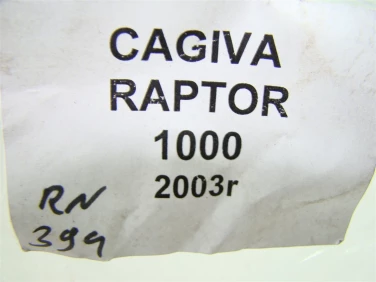 CAGIVA
RAPTOR
1000
2003r
RN
399